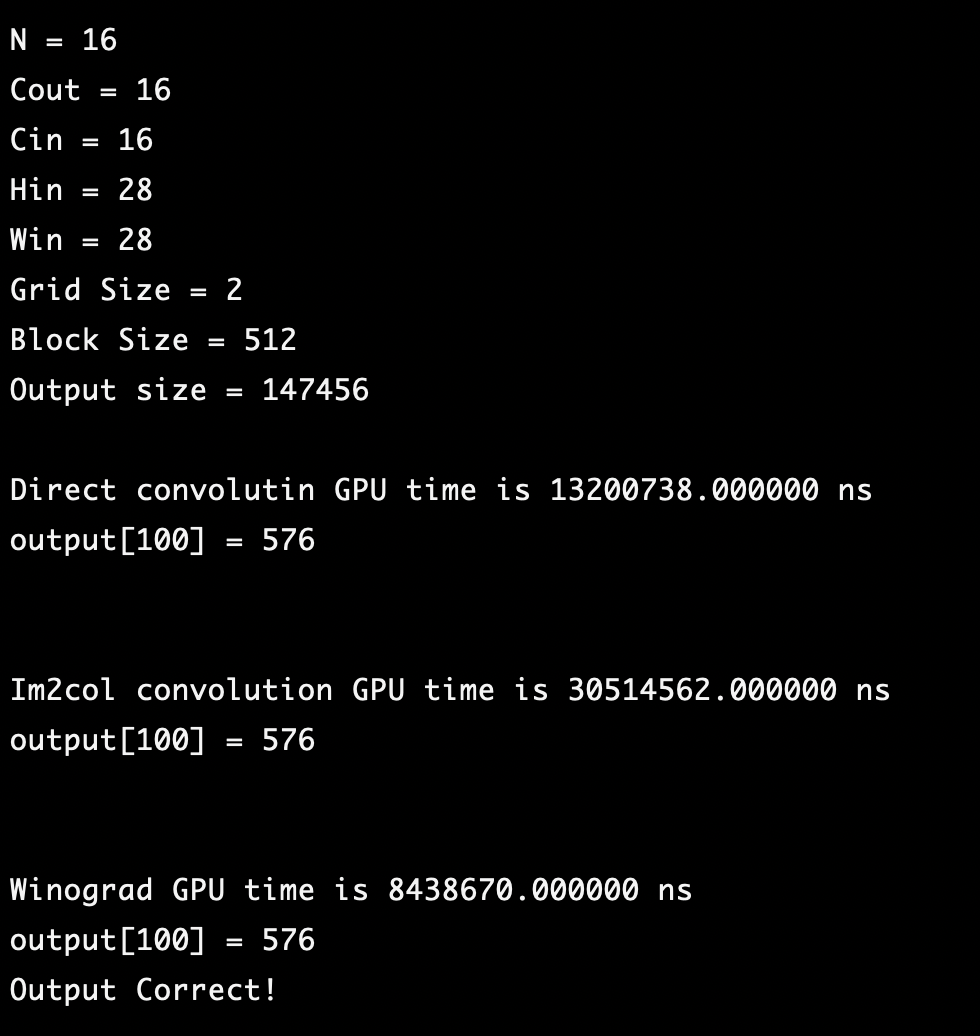 N = 16
Cout = 16
Cin = 16
Hin = 28
Win = 28
Grid Size = 2
Block Size = 512
Output size = 147456
Direct convolutin GPU time is 13200738.000000 ns
output[100] = 576
Im2col convolution GPU time is 30514562.000000 ns
output[100] = 576
Winograd GPU time is 8438670.000000 ns
output[100] = 576
Output Correct!